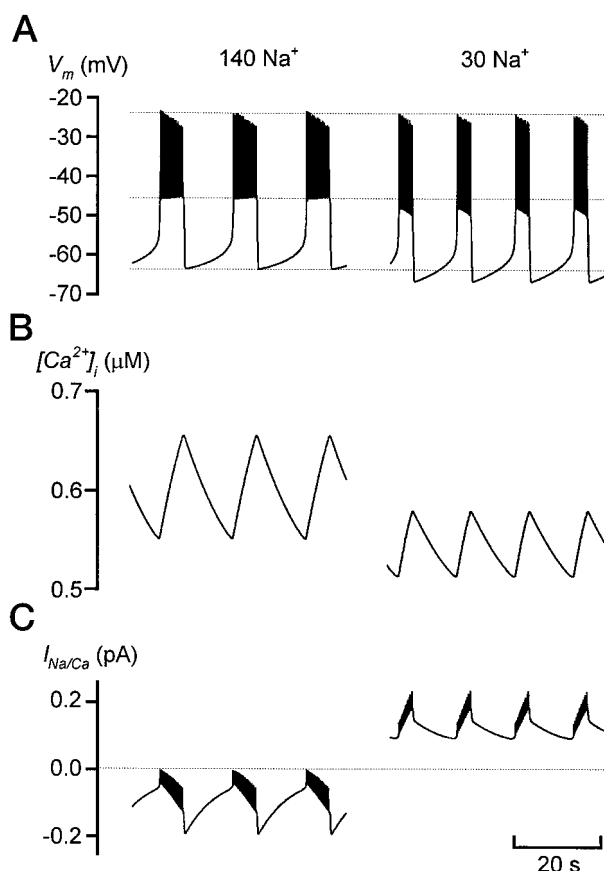 A
V_m (mV)
140 Na⁺
30 Na⁺
-20
-30
-40
-50
-60
-70
B
[Ca²⁺]_i (μM)
0.7
0.6
0.5
C
I_Na/Ca (pA)
0.2
0.0
-0.2
20 s